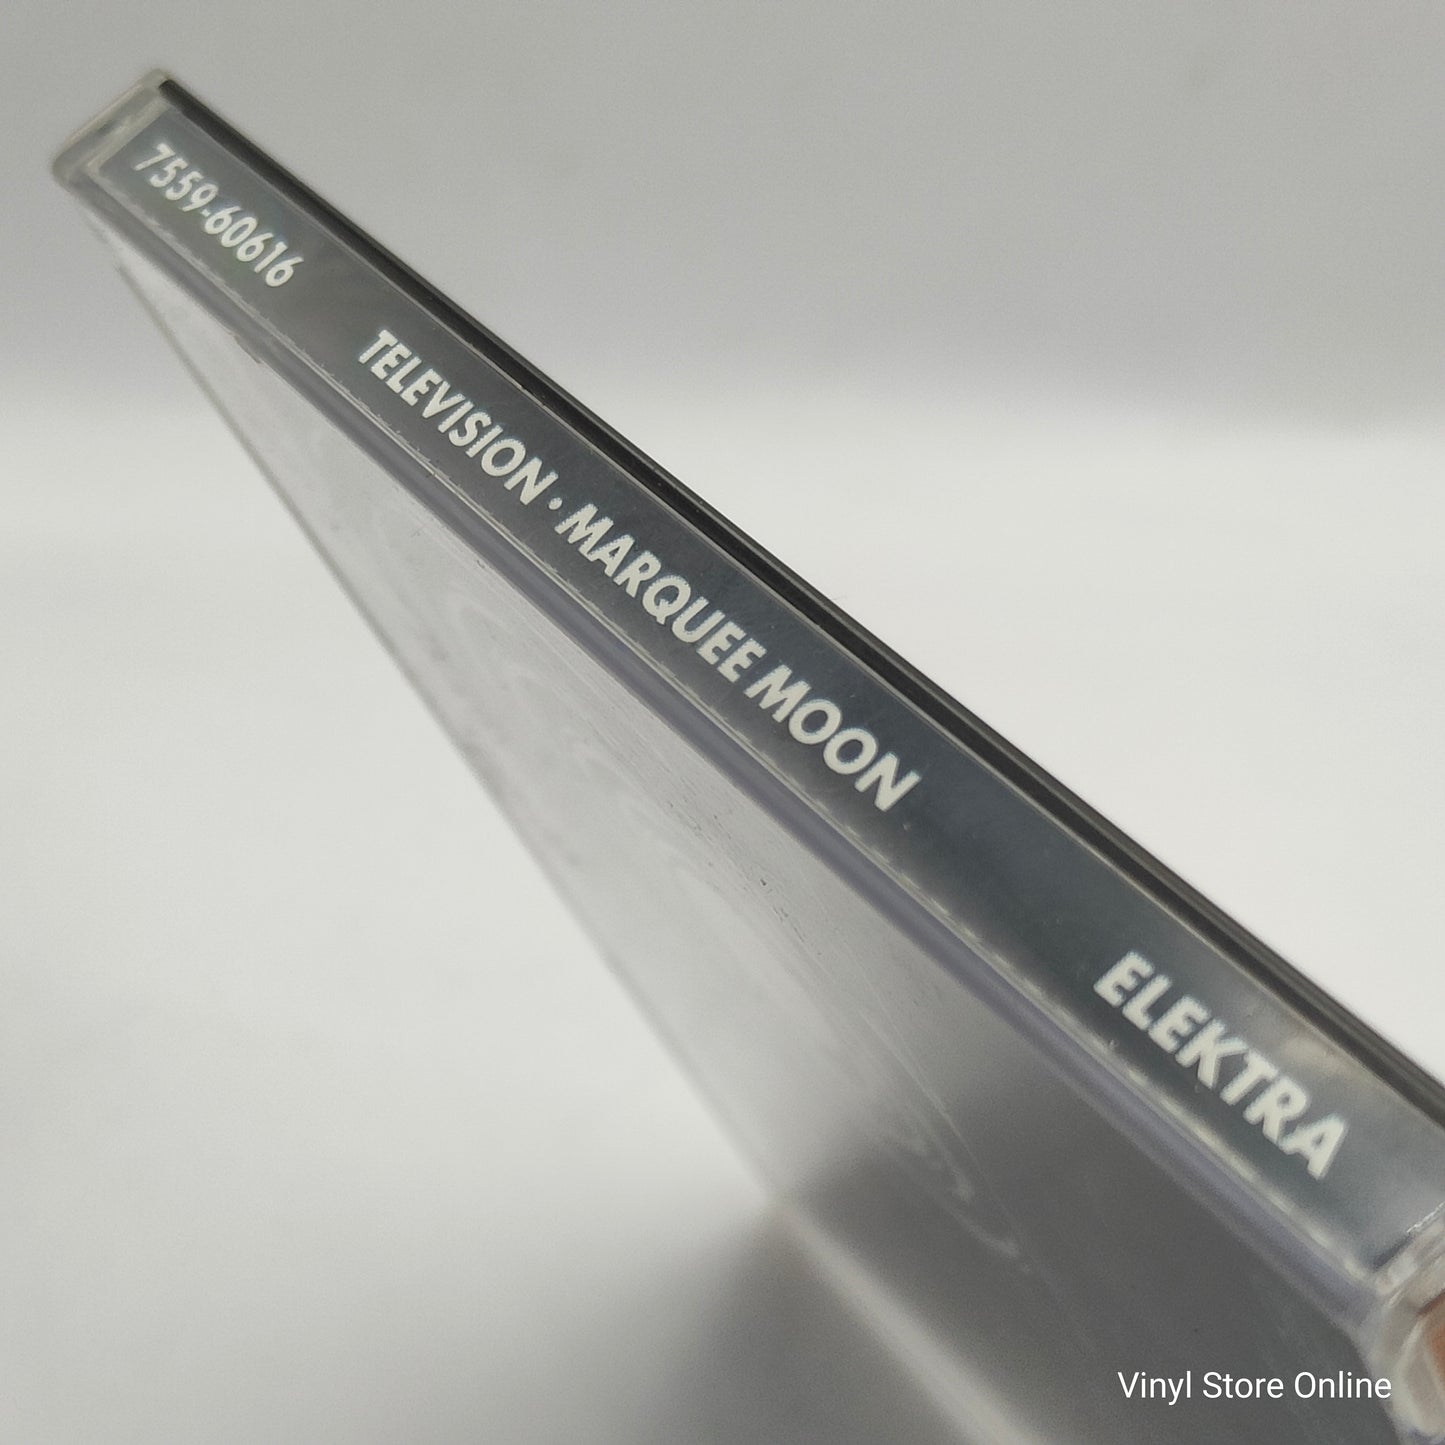 7559-60616 TELEVISION · MARQUEE MOON ELEKTRA
Vinyl Store Online